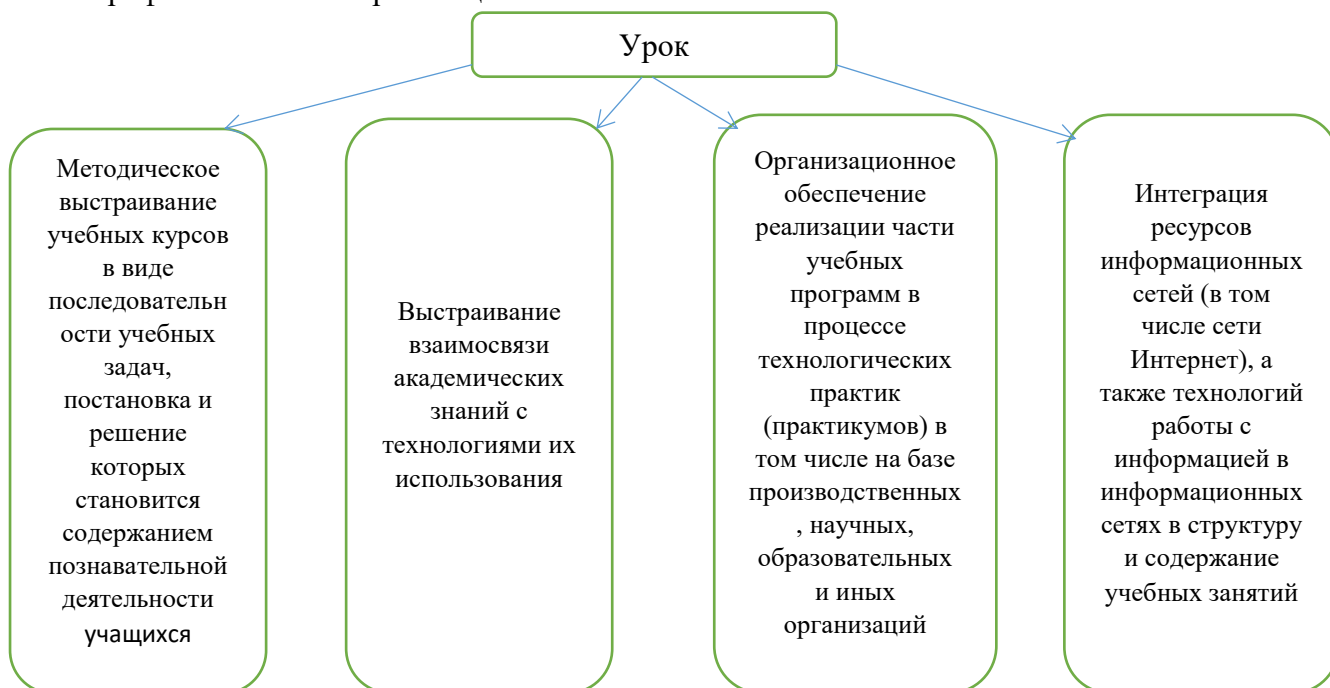 Урок
Методическое
выстраивание
учебных курсов
в виде
последовательн
ости учебных
задач,
постановка и
решение
которых
становится
содержанием
познавательной
деятельности
учащихся
Выстраивание
взаимосвязи
академических
знаний с
технологиями их
использования
Организационное
обеспечение
реализации части
учебных
программ в
процессе
технологических
практик
(практикумов) в
том числе на базе
производственных
, научных,
образовательных
и иных
организаций
Интеграция
ресурсов
информационных
сетей (в том
числе сети
Интернет), а
также технологий
работы с
информацией в
информационных
сетях в структуру
и содержание
учебных занятий